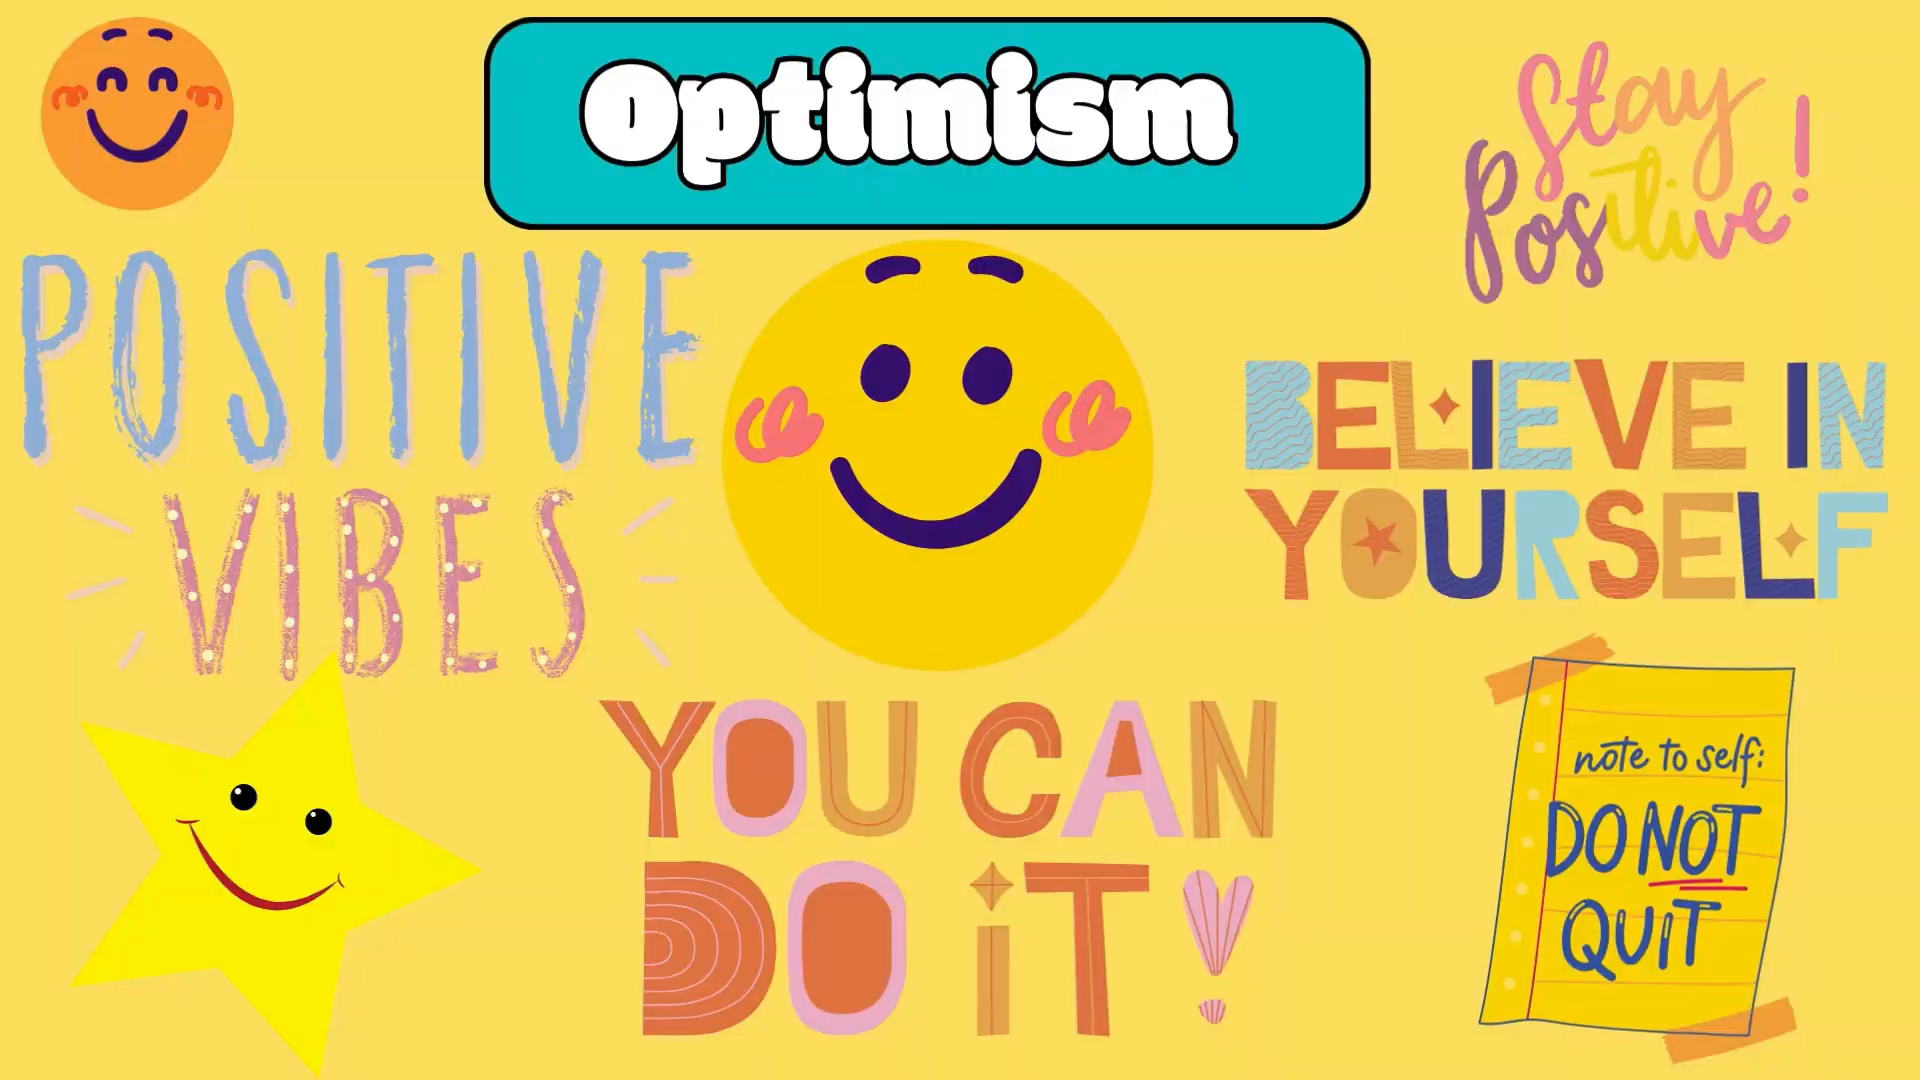 Optimism
Stay
Positive!
POSITIVE
VIBES
BELIEVE IN
YOURSELF
YOU CAN
DO iT!
note to self:
DO NOT
QUiT